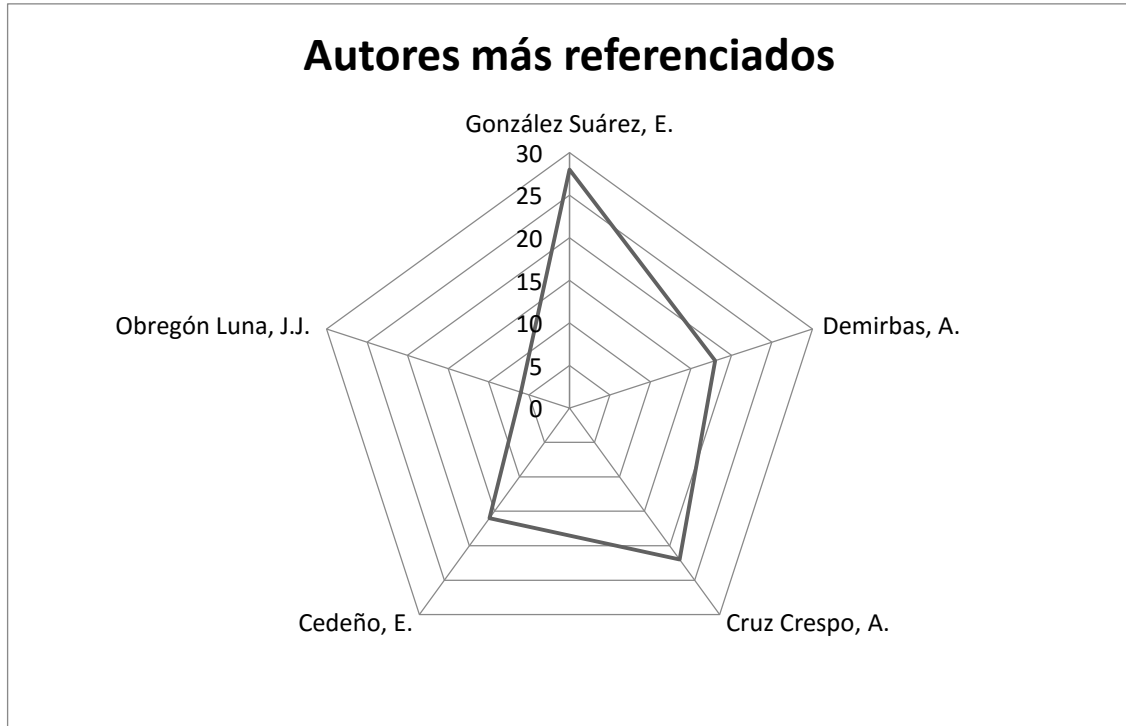 Autores más referenciados
González Suárez, E.
30
25
20
15
10
5
0
Obregón Luna, J.J.
Demirbas, A.
Cedeño, E.
Cruz Crespo, A.